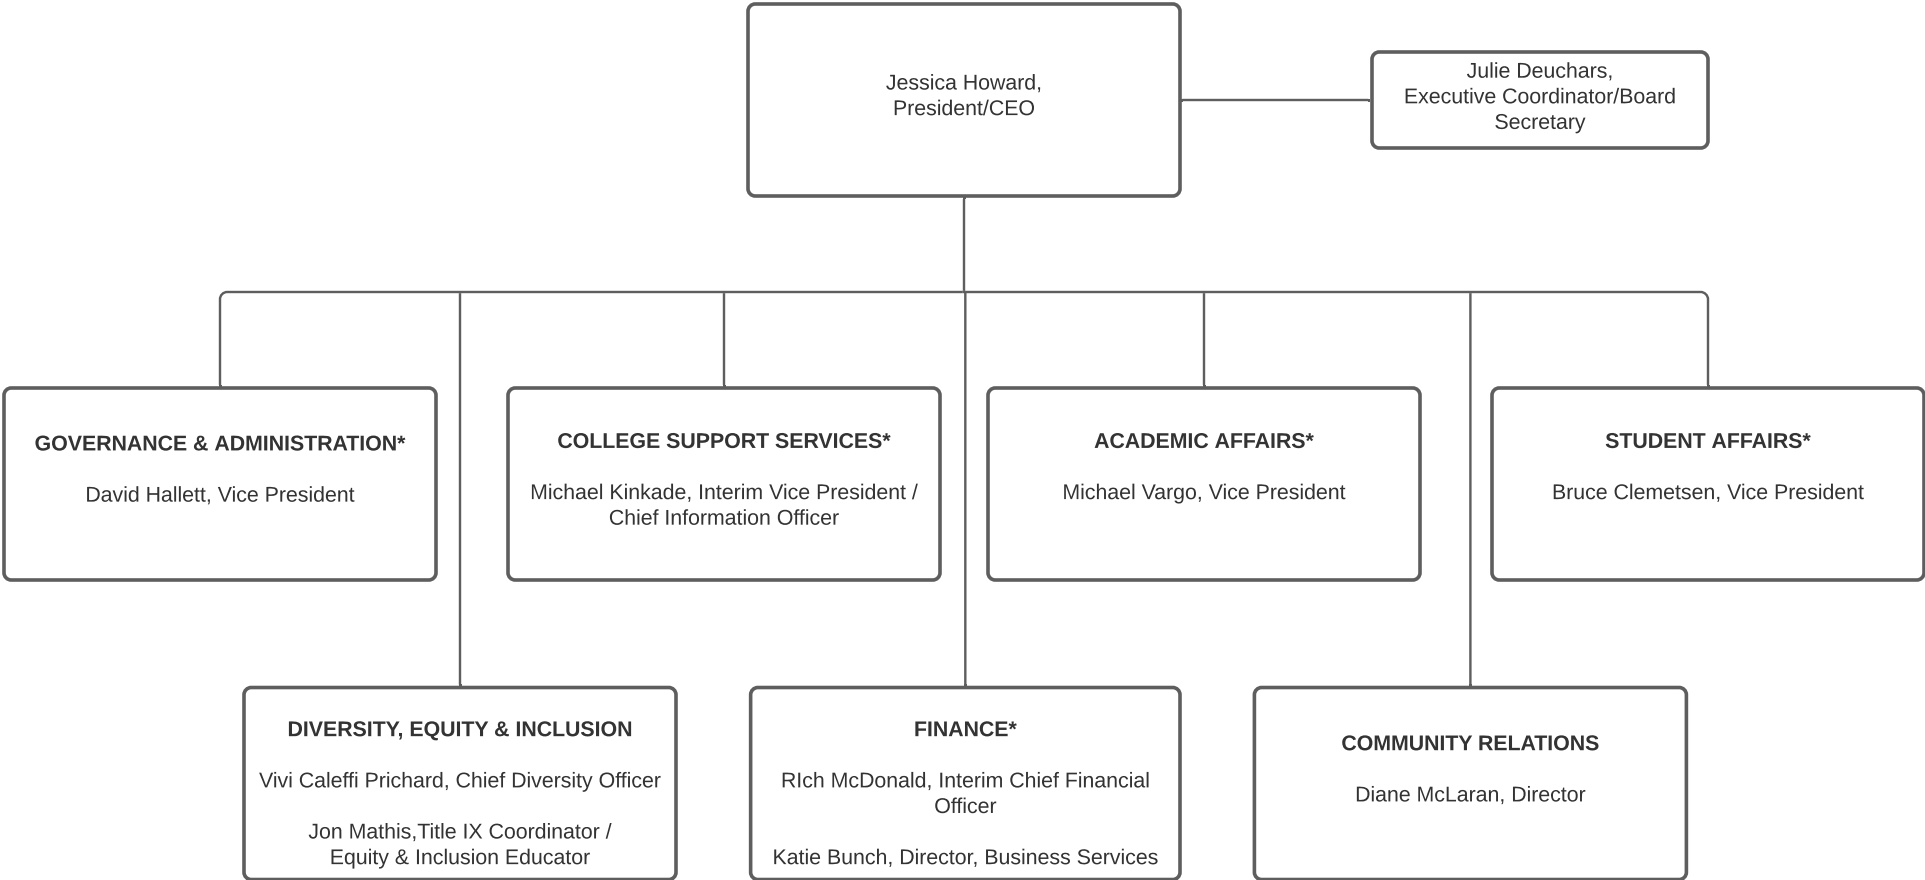 Jessica Howard,
President/CEO
Julie Deuchars,
Executive Coordinator/Board
Secretary
GOVERNANCE & ADMINISTRATION*
David Hallett, Vice President
COLLEGE SUPPORT SERVICES*
Michael Kinkade, Interim Vice President /
Chief Information Officer
ACADEMIC AFFAIRS*
Michael Vargo, Vice President
STUDENT AFFAIRS*
Bruce Clemetsen, Vice President
DIVERSITY, EQUITY & INCLUSION
Vivi Caleffi Prichard, Chief Diversity Officer
Jon Mathis,Title IX Coordinator /
Equity & Inclusion Educator
FINANCE*
RIch McDonald, Interim Chief Financial
Officer
Katie Bunch, Director, Business Services
COMMUNITY RELATIONS
Diane McLaran, Director